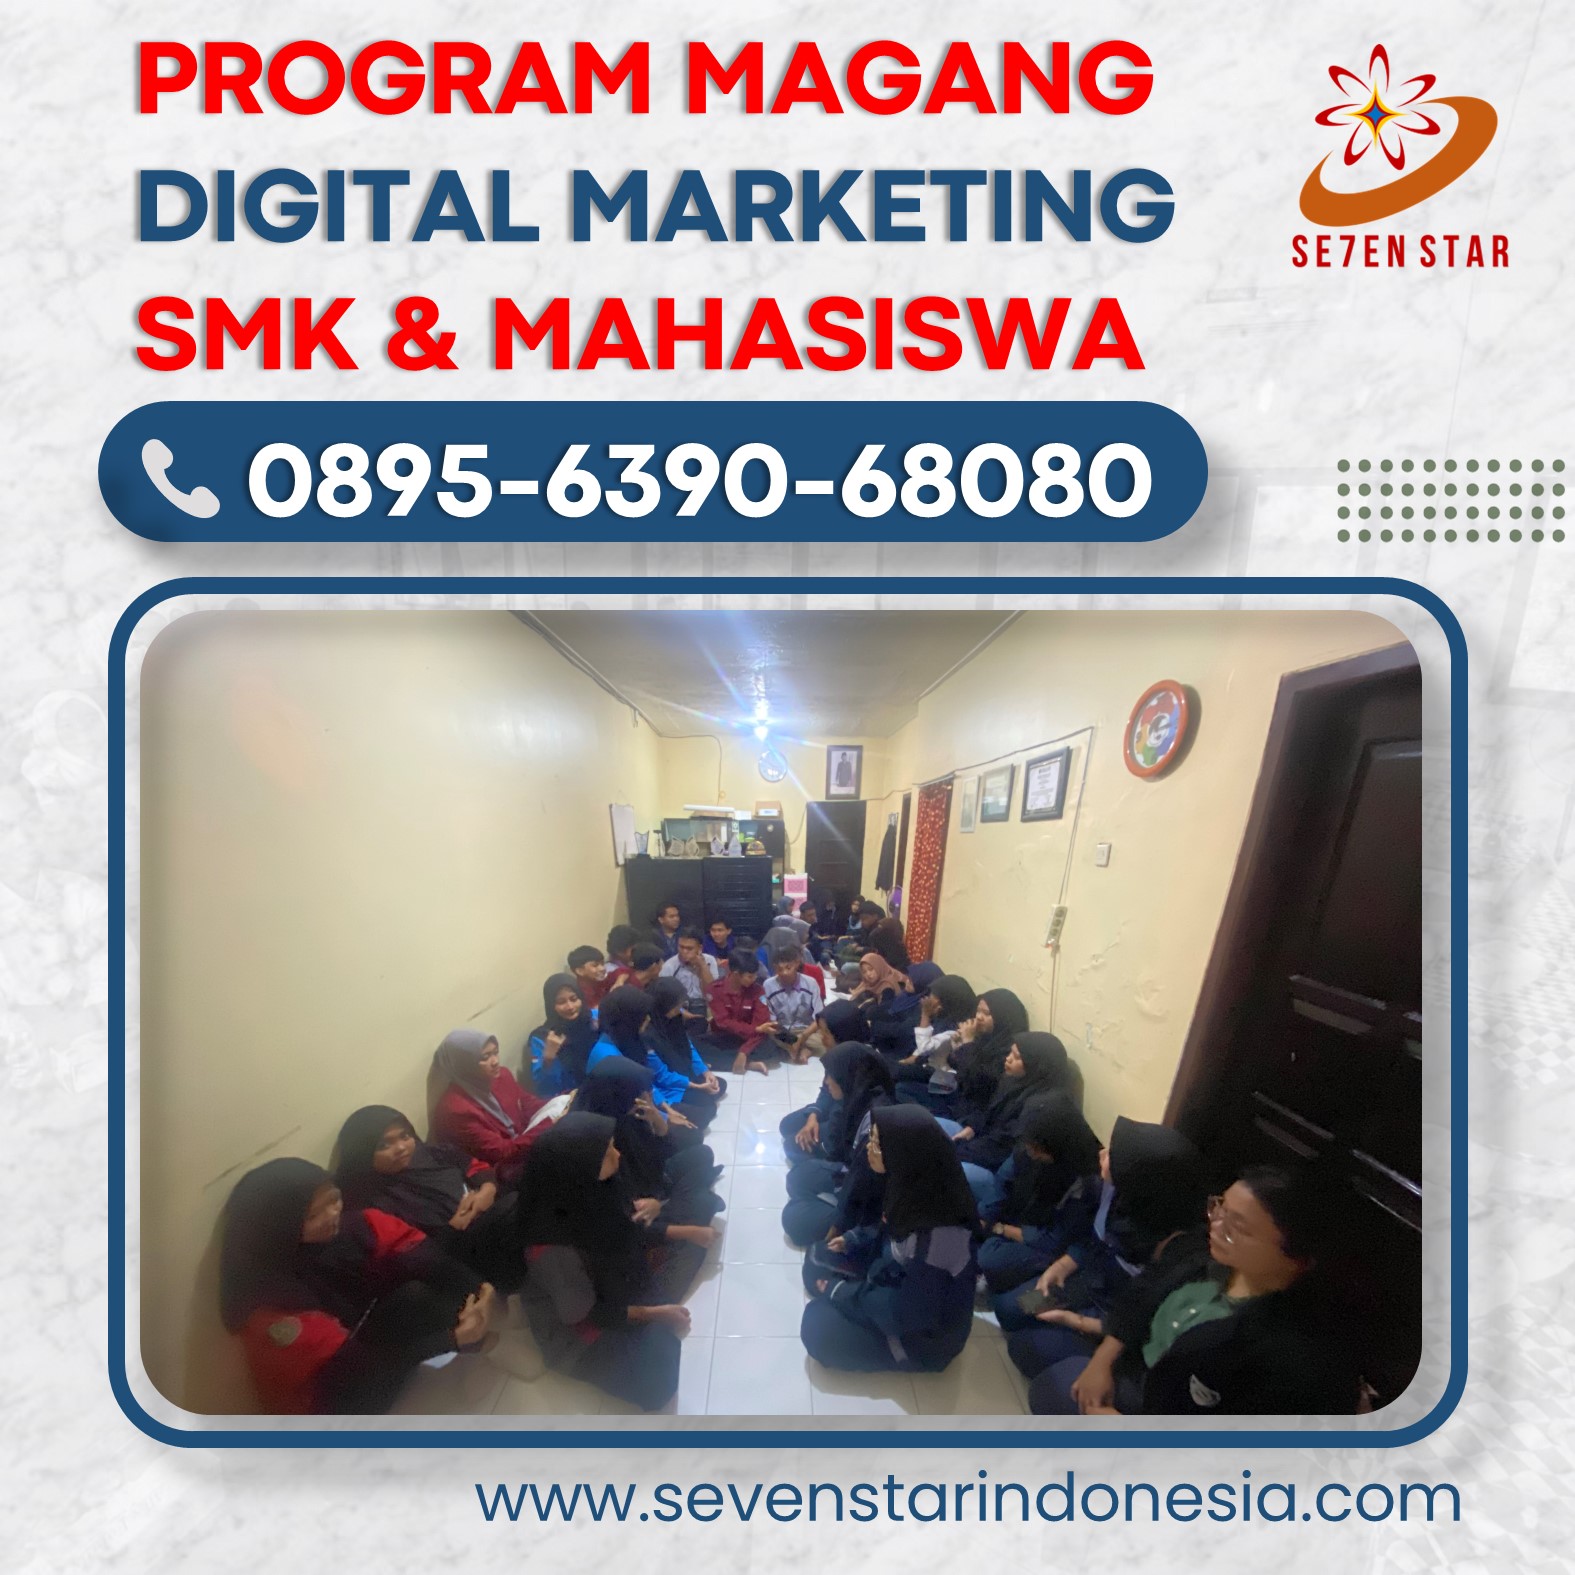 PROGRAM MAGANG
DIGITAL MARKETING
SMK & MAHASISWA
SE7EN STAR
0895-6390-68080
www.sevenstarindonesia.com